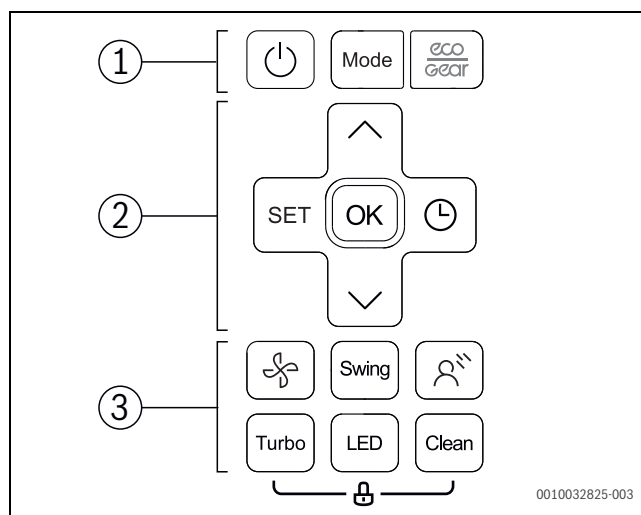 1
Mode
eco
Gear
2
SET OK
3
Swing
Turbo LED Clean
0010032825-003